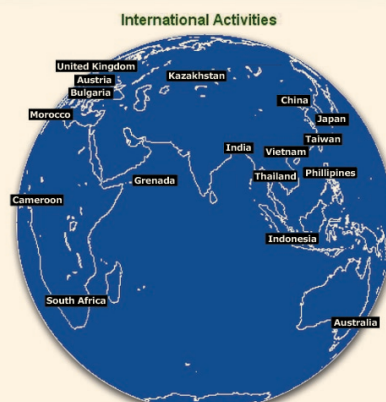 International Activities
United Kingdom
Austria
Kazakhstan
Bulgaria
China
Morocco
Japan
Taiwan
India
Vietnam
Grenada
Thailand
Phillipines
Cameroon
Indonesia
South Africa
Australia